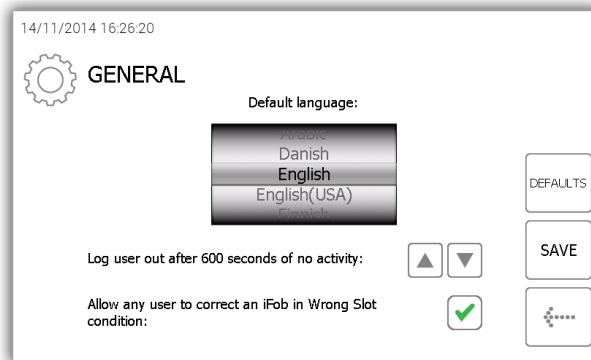 14/11/2014 16:26:20
GENERAL
Default language:
Arabic
Danish
English
English(USA)
Finnish
DEFAULTS
Log user out after 600 seconds of no activity:
SAVE
Allow any user to correct an iFob in Wrong Slot
condition: